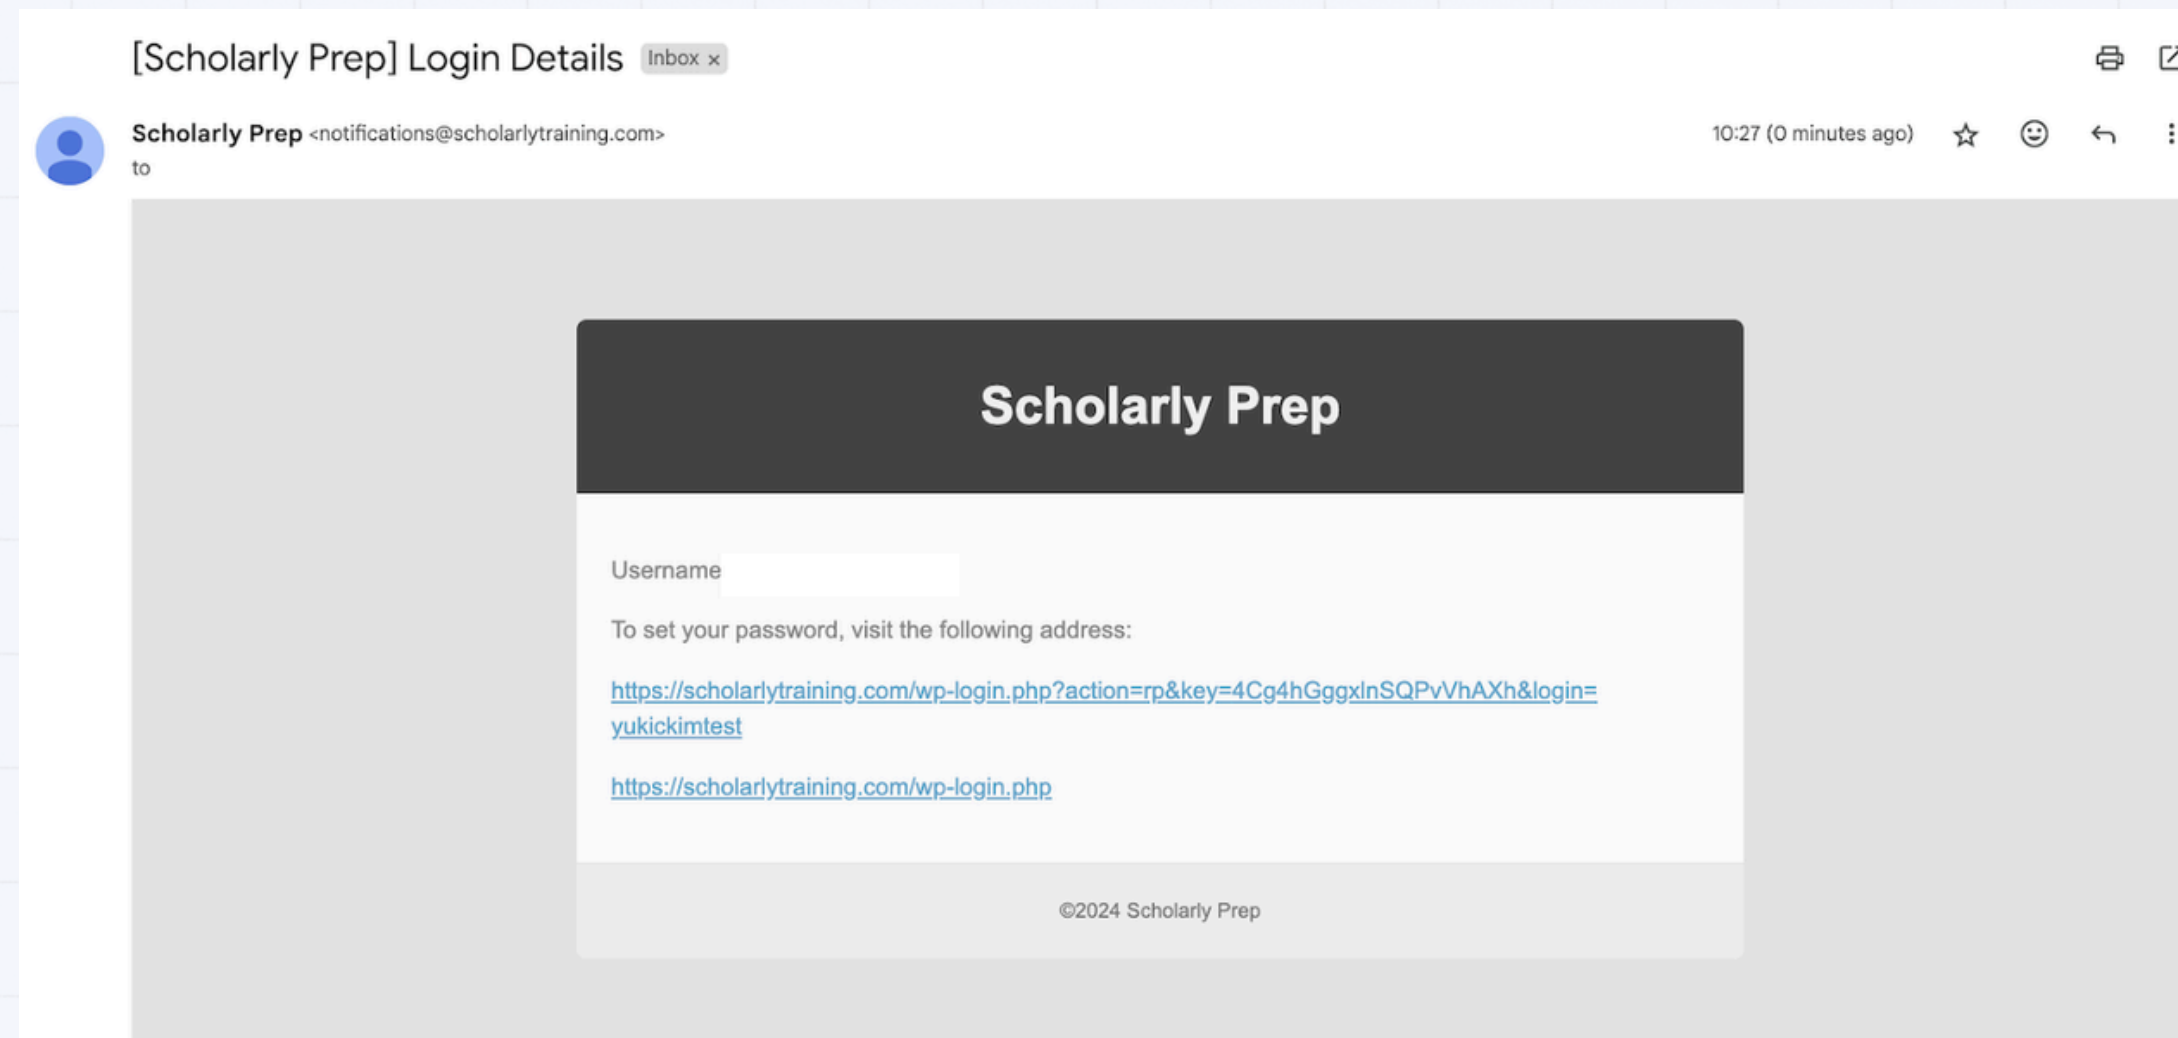 [Scholarly Prep] Login Details Inbox ×
Scholarly Prep <notifications@scholarlytraining.com> 10:27 (0 minutes ago)
to
Scholarly Prep
Username
To set your password, visit the following address:
https://scholarlytraining.com/wp-login.php?action=rp&key=4Cg4hGggxlnSQPvVhAXh&login=
yukickimtest
https://scholarlytraining.com/wp-login.php
©2024 Scholarly Prep